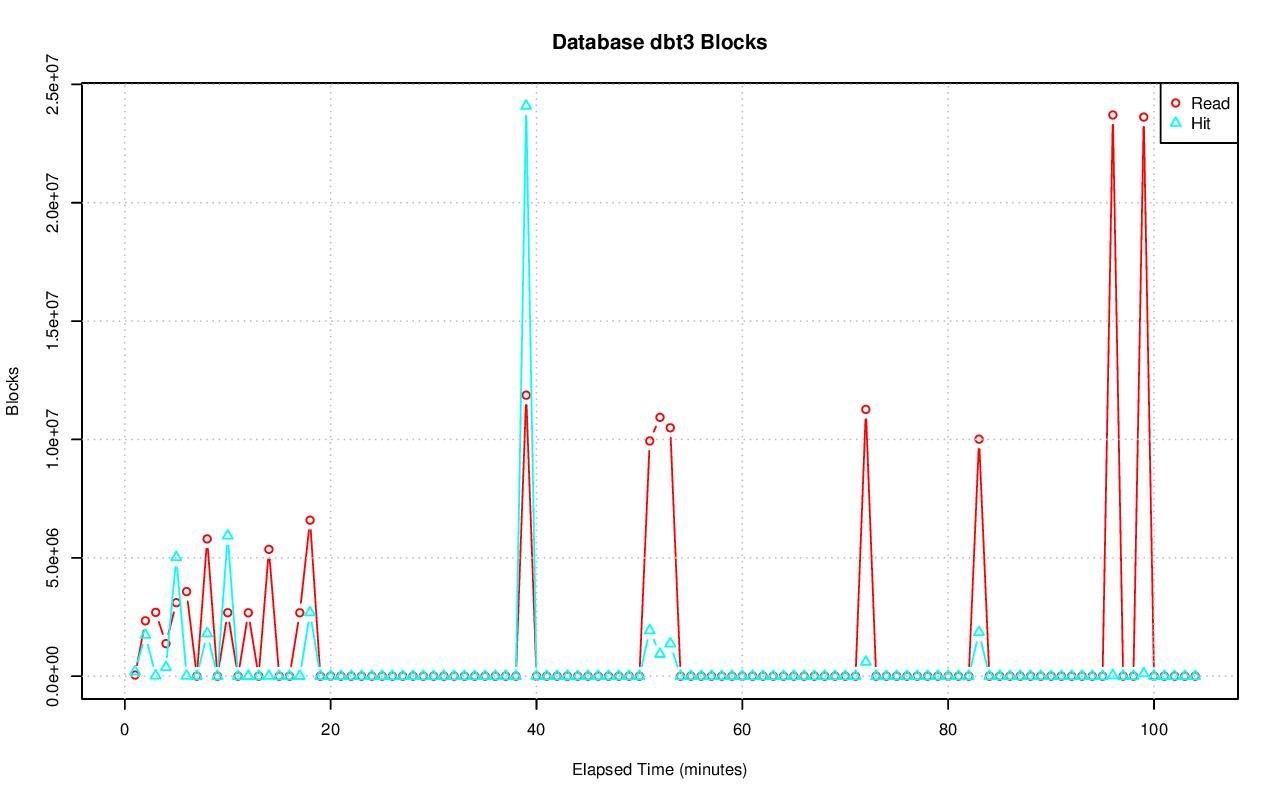 Database dbt3 Blocks
Read
Hit
Blocks
2.5e+07
2.0e+07
1.5e+07
1.0e+07
5.0e+06
0.0e+00
0 20 40 60 80 100
Elapsed Time (minutes)